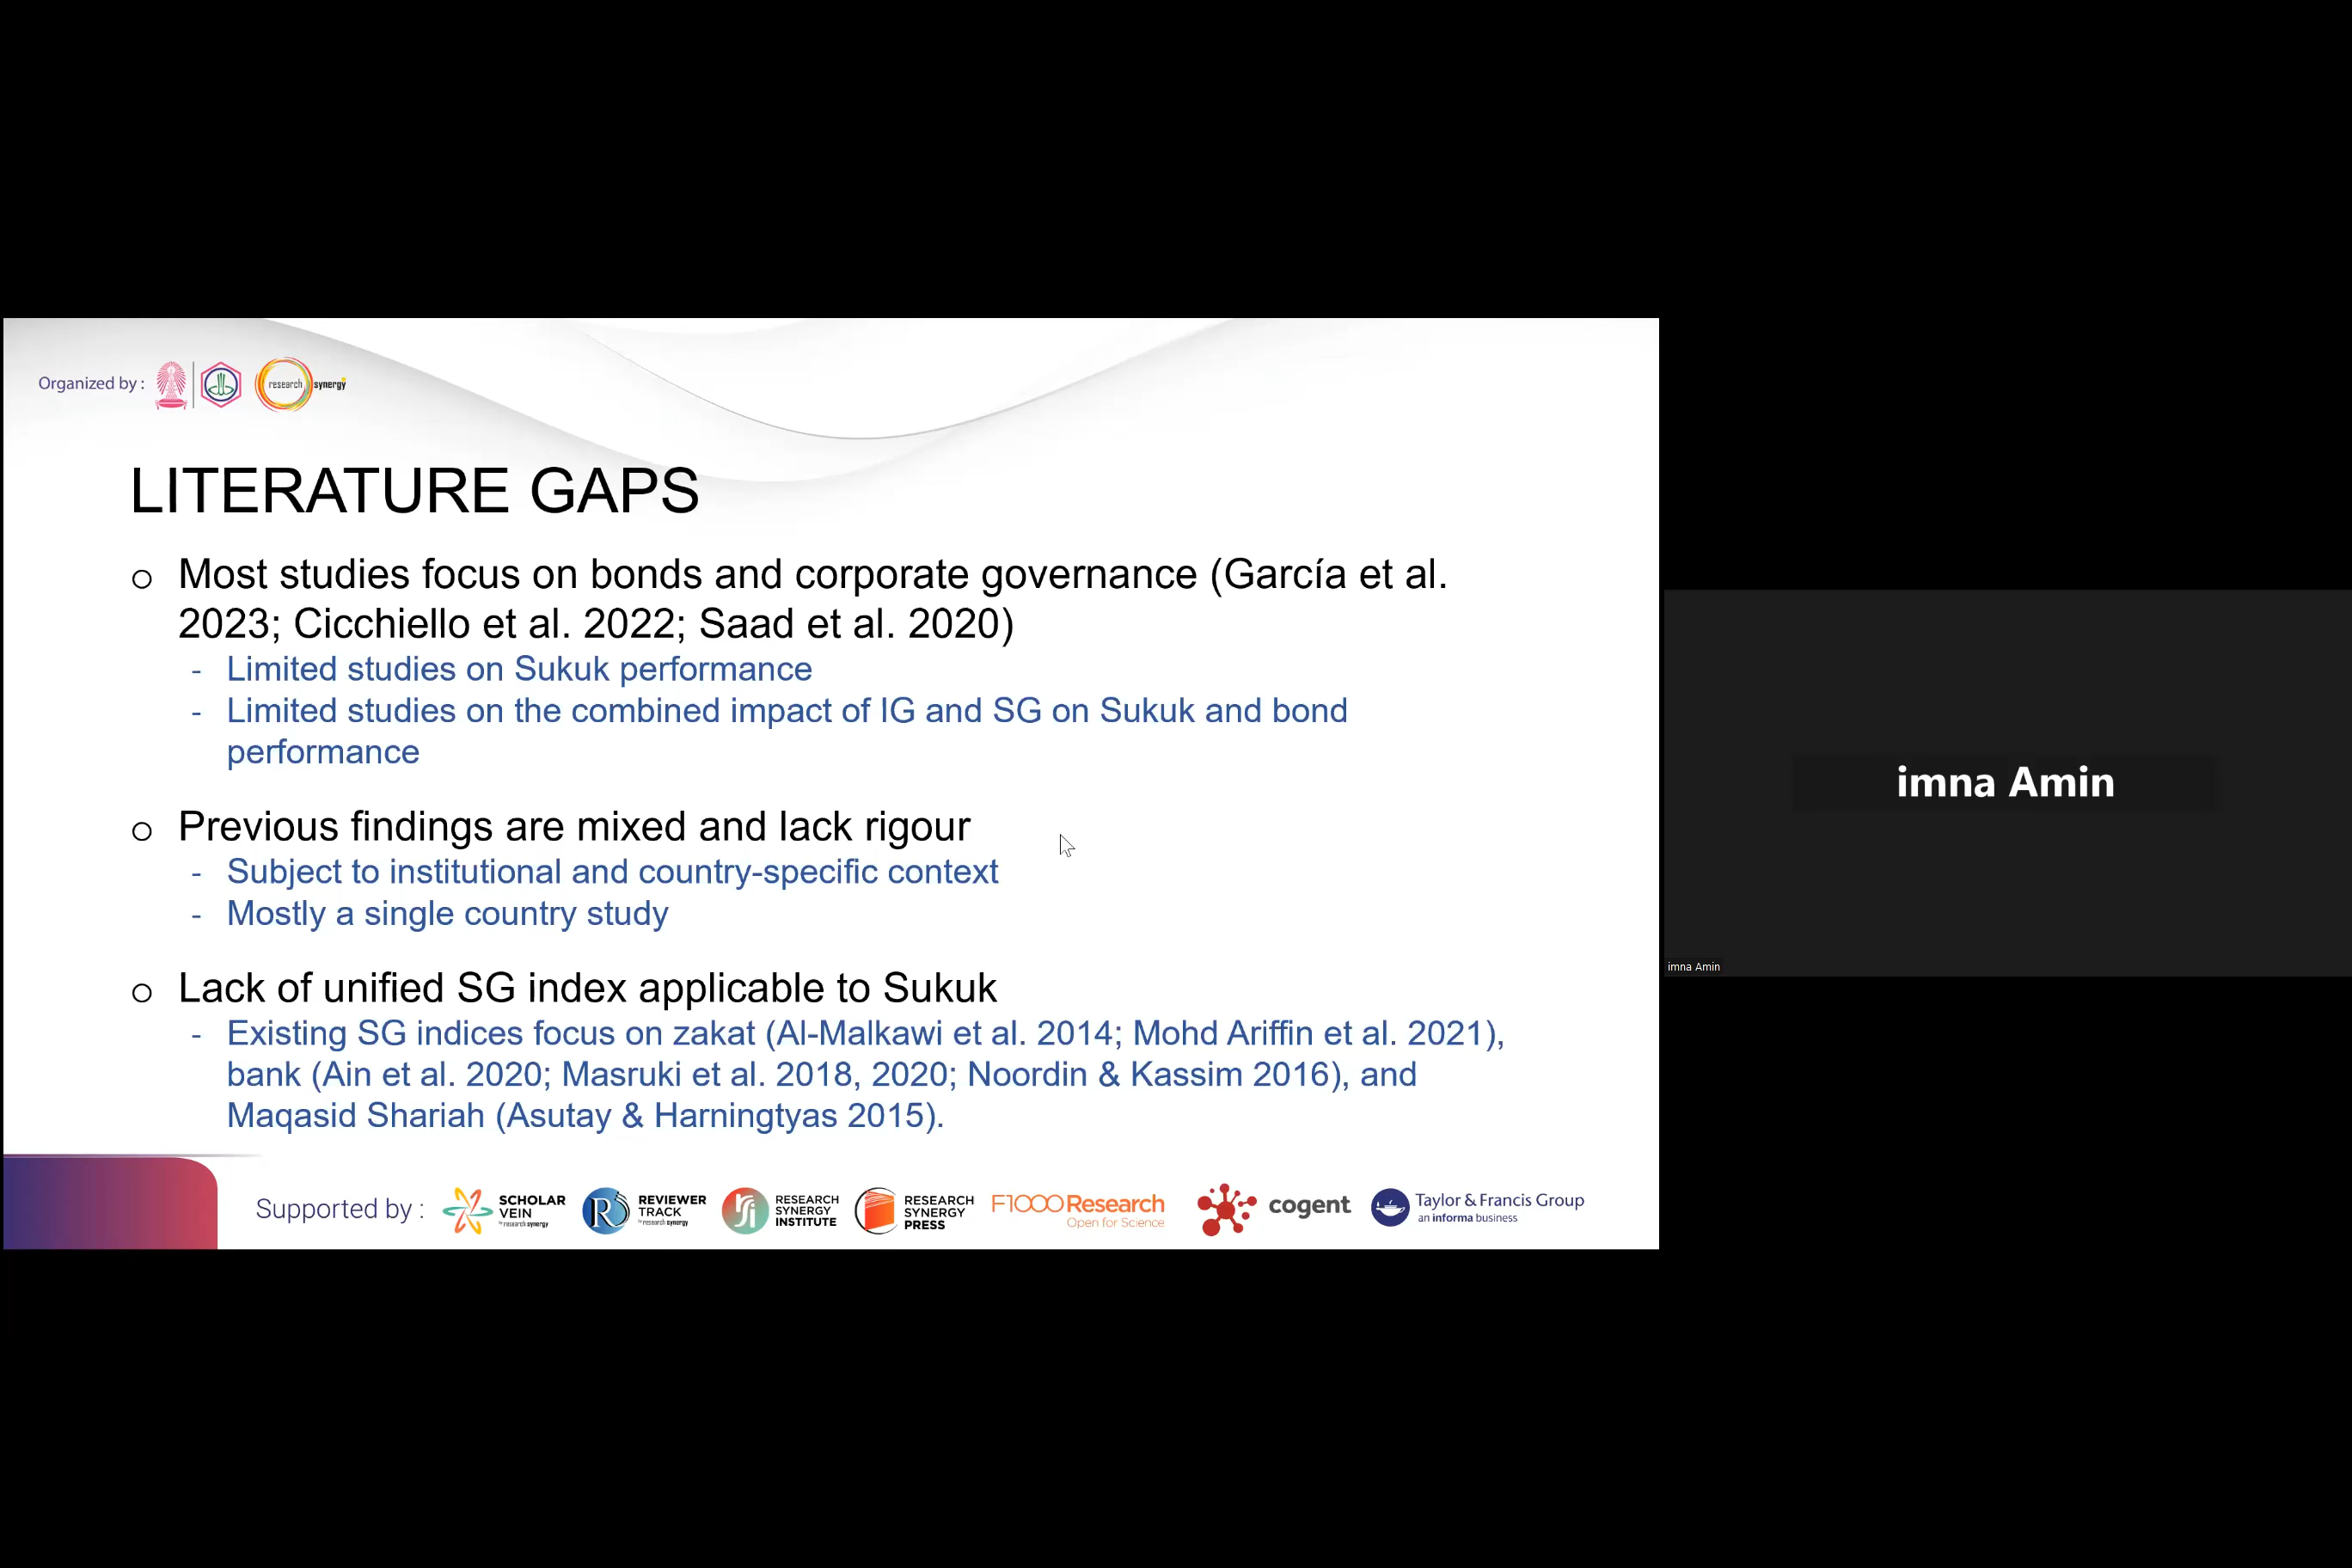 Organized by :
research synergy
LITERATURE GAPS
o Most studies focus on bonds and corporate governance (García et al.
2023; Cicchiello et al. 2022; Saad et al. 2020)
- Limited studies on Sukuk performance
- Limited studies on the combined impact of IG and SG on Sukuk and bond
performance
o Previous findings are mixed and lack rigour
- Subject to institutional and country-specific context
- Mostly a single country study
o Lack of unified SG index applicable to Sukuk
- Existing SG indices focus on zakat (Al-Malkawi et al. 2014; Mohd Ariffin et al. 2021),
bank (Ain et al. 2020; Masruki et al. 2018, 2020; Noordin & Kassim 2016), and
Maqasid Shariah (Asutay & Harningtyas 2015).
Supported by :
SCHOLAR
VEIN
by research synergy
R
REVIEWER
TRACK
by research synergy
rsi
RESEARCH
SYNERGY
INSTITUTE
RESEARCH
SYNERGY
PRESS
F1000Research
Open for Science
cogent
Taylor & Francis Group
an informa business
imna Amin
imna Amin